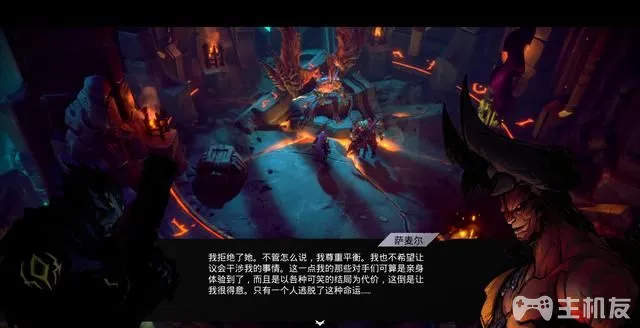 萨麦尔
我拒绝了她。不管怎么说，我尊重平衡。我也不希望让
议会干涉我的事情。这一点我的那些对手们可算是亲身
体验到了，而且是以各种可笑的结局为代价，这倒是让
我很得意。只有一个人逃脱了这种命运.....
主机友